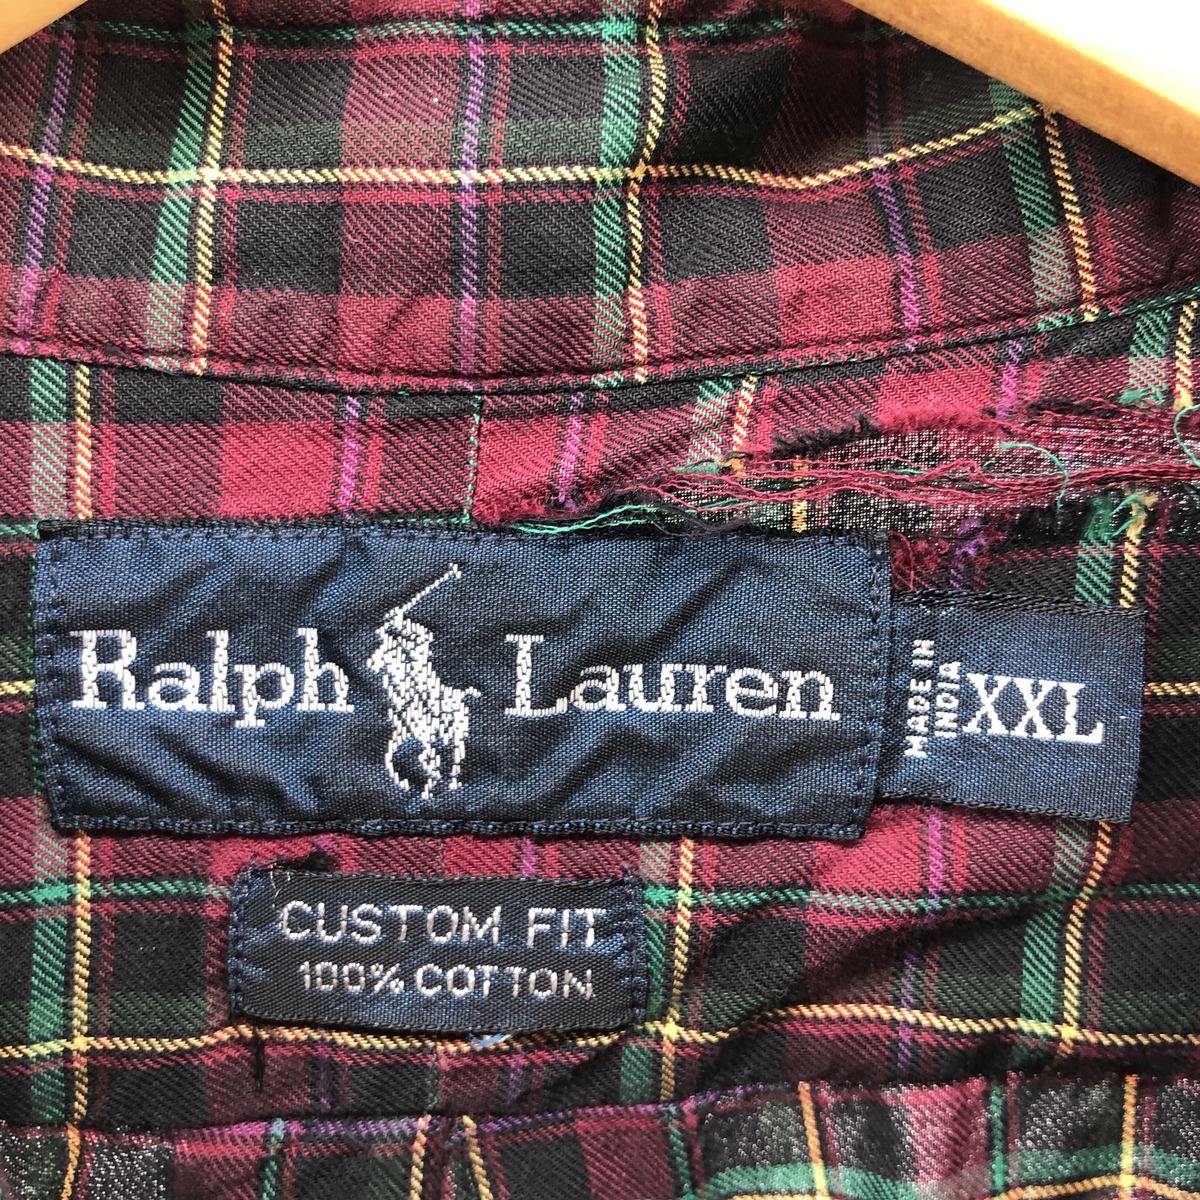 Ralph Lauren
MADE IN
INDIA
XXL
CUSTOM FIT
100% COTTON